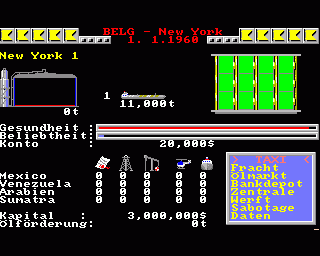 BELG - New York
1. 1.1960
New York 1
0t
1
11,000t
Gesundheit :
Beliebtheit:
Konto : 20,000$
Mexico 0 0 0 0 0
Venezuela 0 0 0 0 0
Arabien 0 0 0 0 0
Sumatra 0 0 0 0 0
Kapital : 3,000,000$
Ölförderung: 0t
> TAXI <
Fracht
Ölmarkt
Bankdepot
Zentrale
Werft
Sabotage
Daten